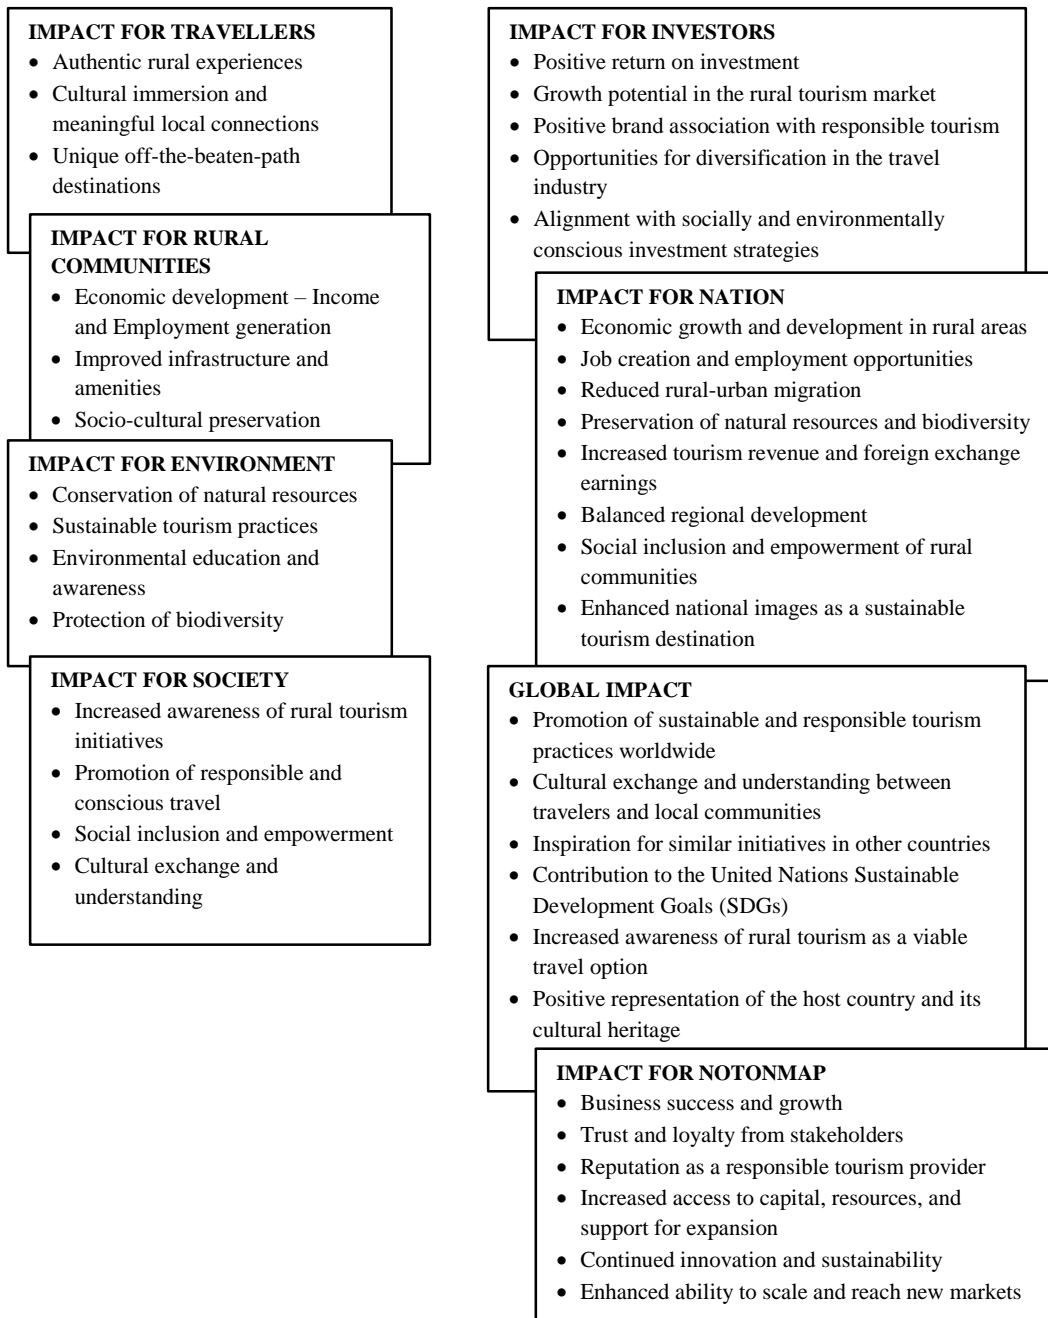 IMPACT FOR TRAVELLERS
• Authentic rural experiences
• Cultural immersion and
meaningful local connections
• Unique off-the-beaten-path
destinations
IMPACT FOR RURAL
COMMUNITIES
• Economic development – Income
and Employment generation
• Improved infrastructure and
amenities
• Socio-cultural preservation
IMPACT FOR ENVIRONMENT
• Conservation of natural resources
• Sustainable tourism practices
• Environmental education and
awareness
• Protection of biodiversity
IMPACT FOR SOCIETY
• Increased awareness of rural tourism
initiatives
• Promotion of responsible and
conscious travel
• Social inclusion and empowerment
• Cultural exchange and
understanding
IMPACT FOR INVESTORS
• Positive return on investment
• Growth potential in the rural tourism market
• Positive brand association with responsible tourism
• Opportunities for diversification in the travel
industry
• Alignment with socially and environmentally
conscious investment strategies
IMPACT FOR NATION
• Economic growth and development in rural areas
• Job creation and employment opportunities
• Reduced rural-urban migration
• Preservation of natural resources and biodiversity
• Increased tourism revenue and foreign exchange
earnings
• Balanced regional development
• Social inclusion and empowerment of rural
communities
• Enhanced national images as a sustainable
tourism destination
GLOBAL IMPACT
• Promotion of sustainable and responsible tourism
practices worldwide
• Cultural exchange and understanding between
travelers and local communities
• Inspiration for similar initiatives in other countries
• Contribution to the United Nations Sustainable
Development Goals (SDGs)
• Increased awareness of rural tourism as a viable
travel option
• Positive representation of the host country and its
cultural heritage
IMPACT FOR NOTONMAP
• Business success and growth
• Trust and loyalty from stakeholders
• Reputation as a responsible tourism provider
• Increased access to capital, resources, and
support for expansion
• Continued innovation and sustainability
• Enhanced ability to scale and reach new markets